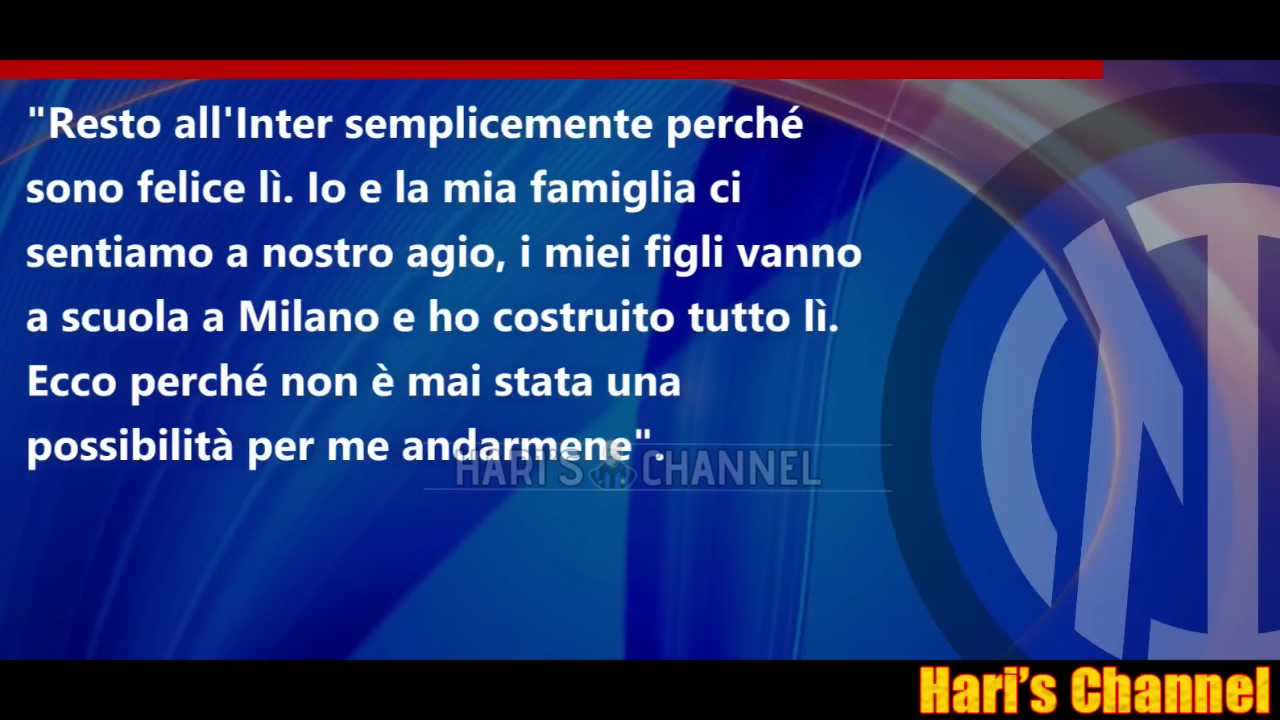 "Resto all'Inter semplicemente perché
sono felice lì. Io e la mia famiglia ci
sentiamo a nostro agio, i miei figli vanno
a scuola a Milano e ho costruito tutto lì.
Ecco perché non è mai stata una
possibilità per me andarmene".
HARI'S CHANNEL
Hari's Channel